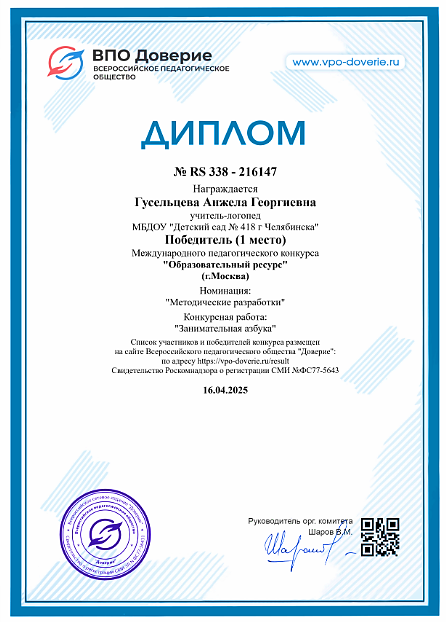 ВПО Доверие
ВСЕРОССИЙСКОЕ ПЕДАГОГИЧЕСКОЕ
ОБЩЕСТВО
www.vpo-doverie.ru
ДИПЛОМ
№ RS 338 - 216147
Награждается
Гусельцева Анжела Георгиевна
учитель-логопед
МБДОУ "Детский сад № 418 г Челябинска"
Победитель (1 место)
Международного педагогического конкурса
"Образовательный ресурс"
(г.Москва)
Номинация:
"Методические разработки"
Конкурсная работа:
"Занимательная азбука"
Список участников и победителей конкурса размещен
на сайте Всероссийского педагогического общества "Доверие":
по адресу https://vpo-doverie.ru/result
Свидетельство Роскомнадзора о регистрации СМИ №ФС77-5643
16.04.2025
Руководитель орг. комитета
Шаров В.М.
"Доверие"